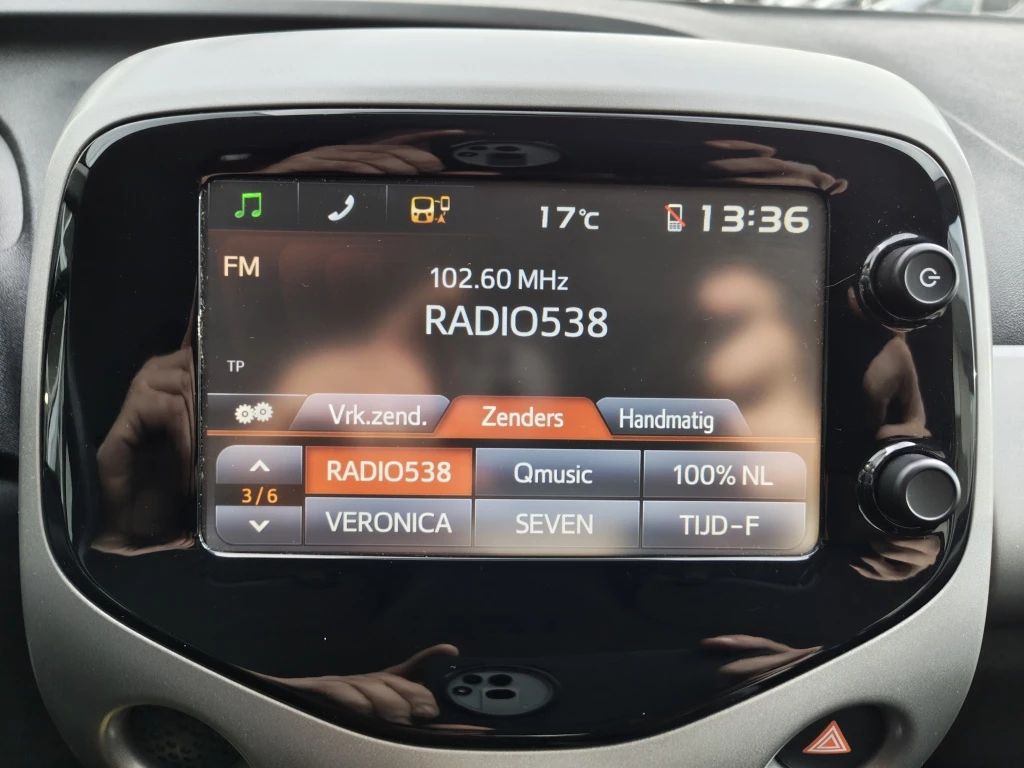 17°C 13:36
FM
102.60 MHz
RADIO538
TP
Vrk.zend. Zenders Handmatig
RADIO538 Qmusic 100% NL
3/6
VERONICA SEVEN TIJD-F